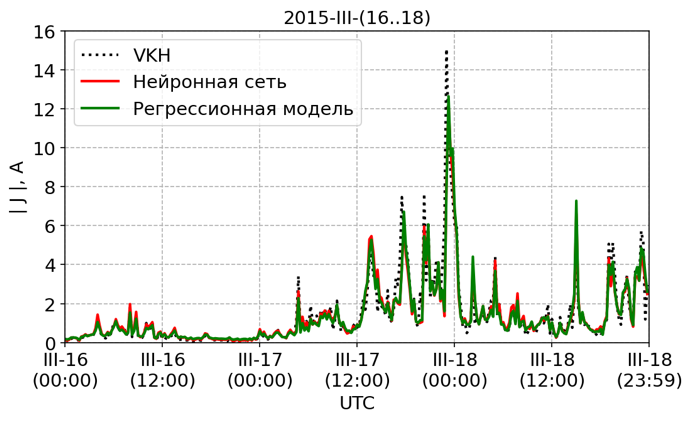 2015-III-(16..18)
16
14
12
10
8
6
4
2
0
| J |, A
VKH
Нейронная сеть
Регрессионная модель
III-16 III-16 III-17 III-17 III-18 III-18 III-18
(00:00) (12:00) (00:00) (12:00) (00:00) (12:00) (23:59)
UTC